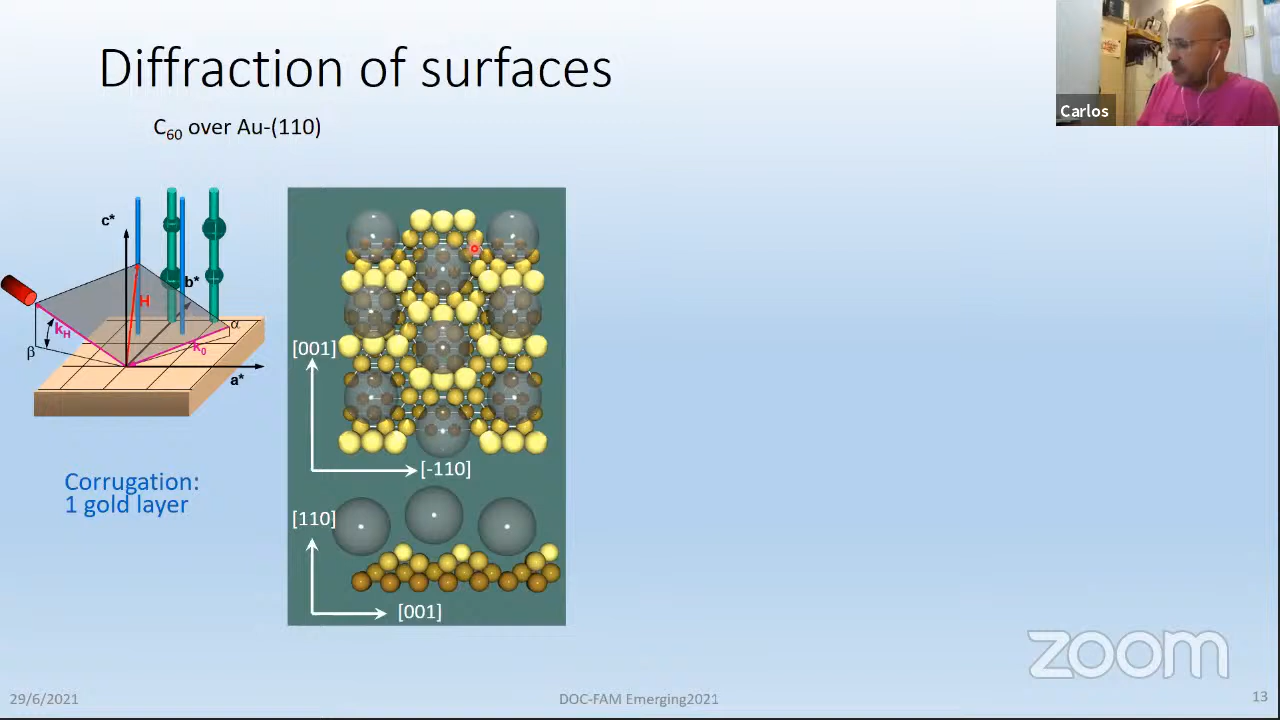 Diffraction of surfaces
C₆₀ over Au-(110)
Carlos
c*
b*
H
kH
α
β
k₀
a*
[001]
[-110]
Corrugation:
1 gold layer
[110]
[001]
zoom
29/6/2021
DOC-FAM Emerging2021
13